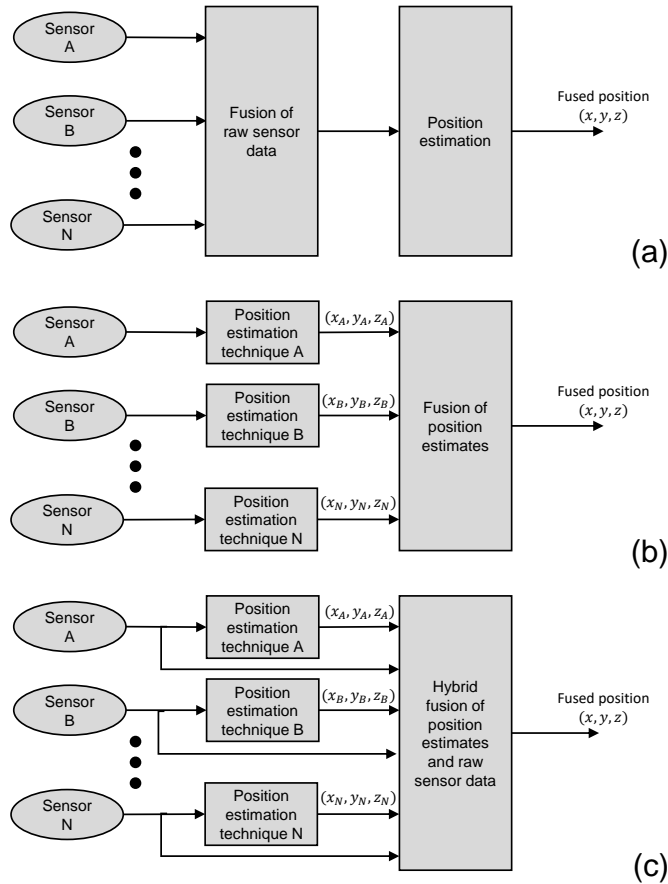 Sensor
A
Sensor
B
Sensor
N
Fusion of
raw sensor
data
Position
estimation
Fused position
(x, y, z)
(a)
Sensor
A
Position
estimation
technique A
(x_A, y_A, z_A)
Sensor
B
Position
estimation
technique B
(x_B, y_B, z_B)
Sensor
N
Position
estimation
technique N
(x_N, y_N, z_N)
Fusion of
position
estimates
Fused position
(x, y, z)
(b)
Sensor
A
Position
estimation
technique A
(x_A, y_A, z_A)
Sensor
B
Position
estimation
technique B
(x_B, y_B, z_B)
Sensor
N
Position
estimation
technique N
(x_N, y_N, z_N)
Hybrid
fusion of
position
estimates
and raw
sensor data
Fused position
(x, y, z)
(c)